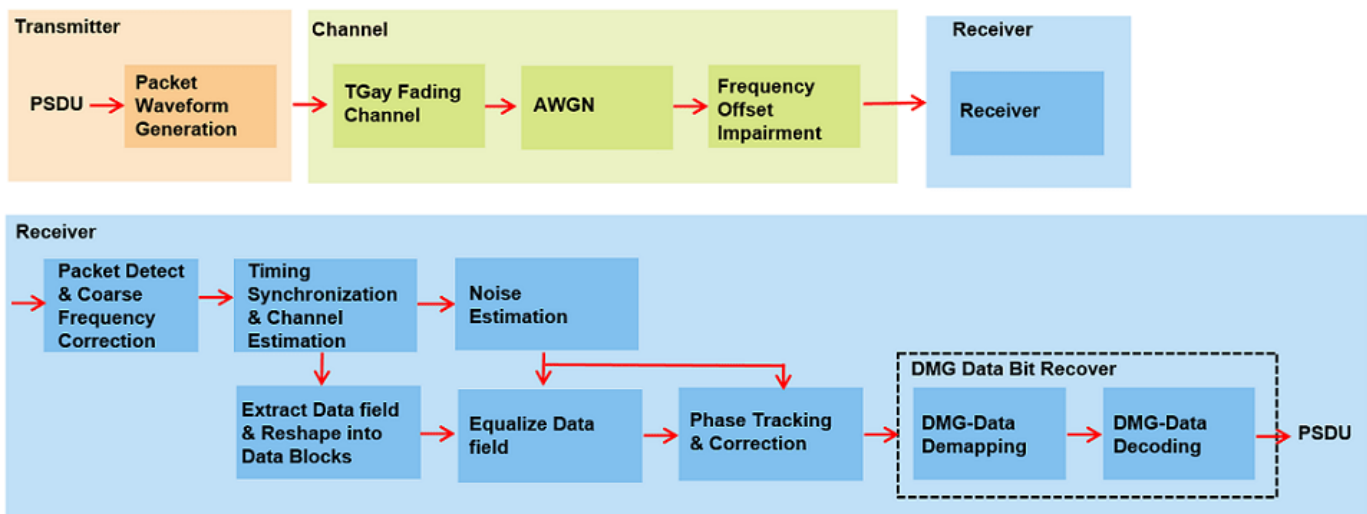 Transmitter
PSDU
Packet
Waveform
Generation
Channel
TGay Fading
Channel
AWGN
Frequency
Offset
Impairment
Receiver
Receiver
Receiver
Packet Detect
& Coarse
Frequency
Correction
Timing
Synchronization
& Channel
Estimation
Noise
Estimation
Extract Data field
& Reshape into
Data Blocks
Equalize Data
field
Phase Tracking
& Correction
DMG Data Bit Recover
DMG-Data
Demapping
DMG-Data
Decoding
PSDU